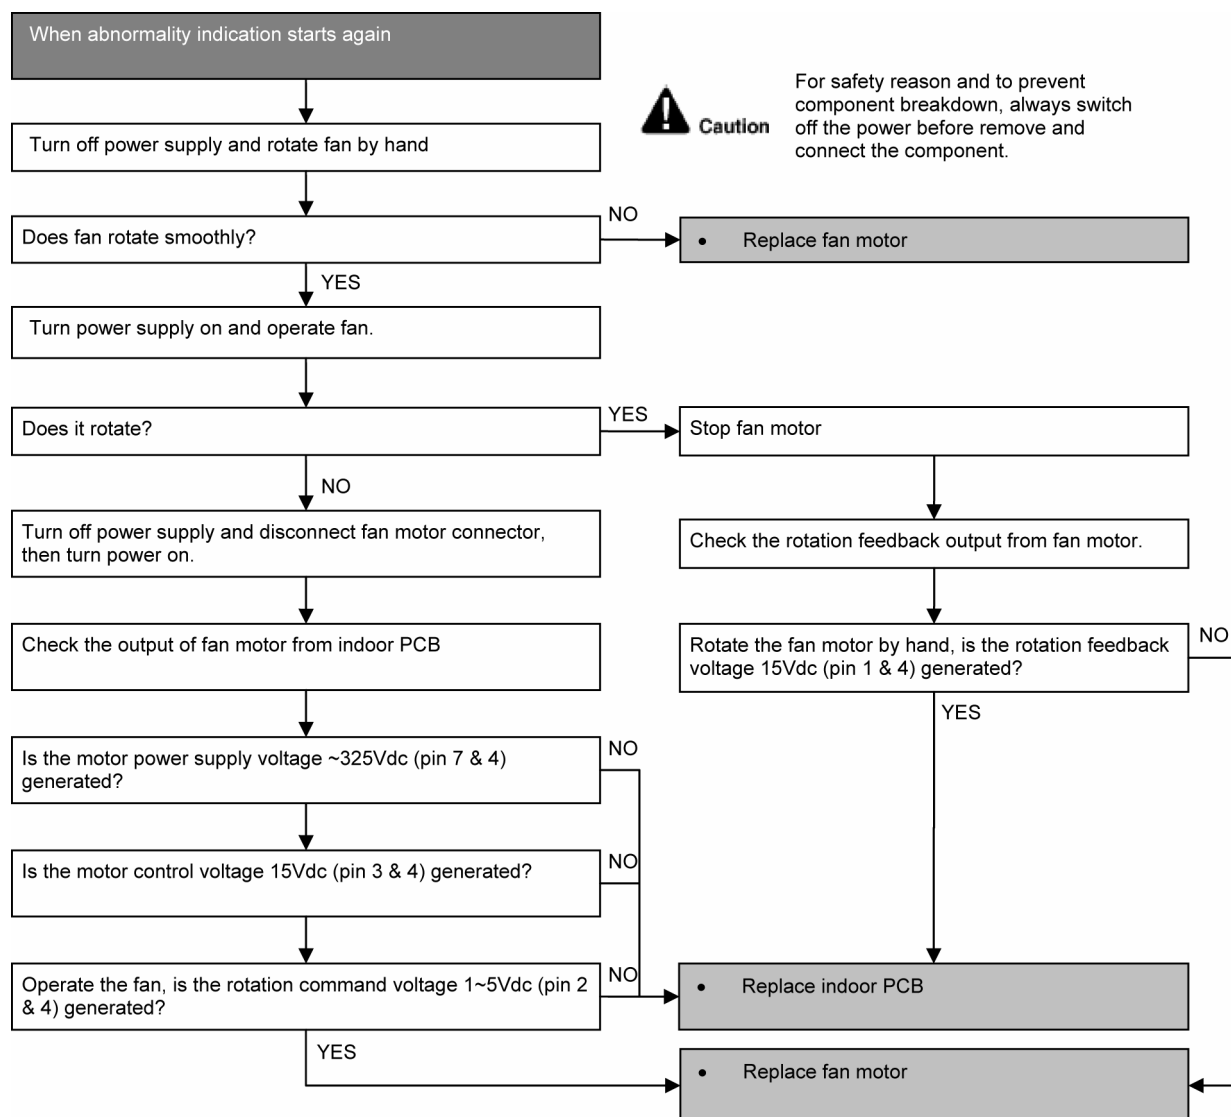 When abnormality indication starts again
Caution
For safety reason and to prevent
component breakdown, always switch
off the power before remove and
connect the component.
Turn off power supply and rotate fan by hand
Does fan rotate smoothly?
NO
• Replace fan motor
YES
Turn power supply on and operate fan.
Does it rotate?
YES
Stop fan motor
NO
Turn off power supply and disconnect fan motor connector,
then turn power on.
Check the rotation feedback output from fan motor.
Check the output of fan motor from indoor PCB
Rotate the fan motor by hand, is the rotation feedback
voltage 15Vdc (pin 1 & 4) generated?
NO
YES
Is the motor power supply voltage ~325Vdc (pin 7 & 4)
generated?
NO
Is the motor control voltage 15Vdc (pin 3 & 4) generated?
NO
Operate the fan, is the rotation command voltage 1~5Vdc (pin 2
& 4) generated?
NO
• Replace indoor PCB
YES
• Replace fan motor